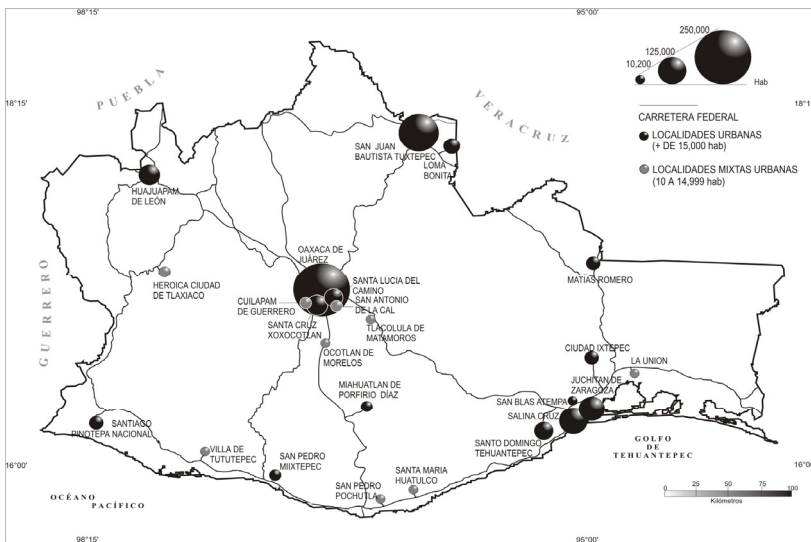 98°15'
95°00'
18°15'
18°15'
PUEBLA
VERACRUZ
GUERRERO
250,000
125,000
10,200
Hab
CARRETERA FEDERAL
LOCALIDADES URBANAS
(+ DE 15,000 hab)
LOCALIDADES MIXTAS URBANAS
(10 A 14,999 hab)
SAN JUAN
BAUTISTA TUXTEPEC
LOMA
BONITA
HUAJUAPAM
DE LEÓN
OAXACA DE
JUÁREZ
MATIAS ROMERO
HEROICA CIUDAD
DE TLAXIACO
SANTA LUCIA DEL
CAMINO
CUILAPAM
DE GUERRERO
SAN ANTONIO
DE LA CAL
SANTA CRUZ
XOXOCOTLAN
TLACOLULA DE
MATAMOROS
OCOTLAN DE
MORELOS
CIUDAD IXTEPEC
LA UNION
JUCHITAN DE
ZARAGOZA
MIAHUATLAN DE
PORFIRIO DÍAZ
SAN BLAS ATEMPA
SALINA CRUZ
SANTIAGO
PINOTEPA NACIONAL
SANTO DOMINGO
TEHUANTEPEC
GOLFO
DE
TEHUANTEPEC
VILLA DE
TUTUTEPEC
SAN PEDRO
MIIXTEPEC
SANTA MARIA
HUATULCO
SAN PEDRO
POCHUTLA
16°00'
16°00'
OCÉANO
PACÍFICO
0 25 50 75 100
Kilómetros
98°15'
95°00'